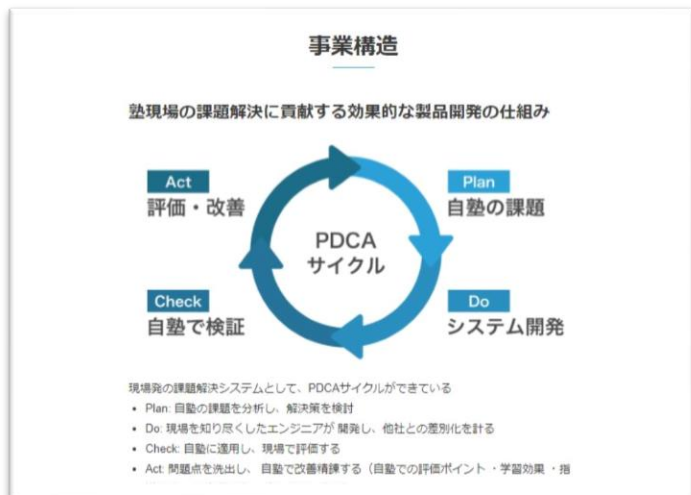 事業構造
塾現場の課題解決に貢献する効果的な製品開発の仕組み
Act
評価・改善
Plan
自塾の課題
PDCA
サイクル
Check
自塾で検証
Do
システム開発
現場発の課題解決システムとして、PDCAサイクルができている
• Plan: 自塾の課題を分析し、解決策を検討
• Do: 現場を知り尽くしたエンジニアが 開発し、他社との差別化を計る
• Check: 自塾に適用し、現場で評価する
• Act: 問題点を洗出し、 自塾で改善精錬する（自塾での評価ポイント ・学習効果 ・指